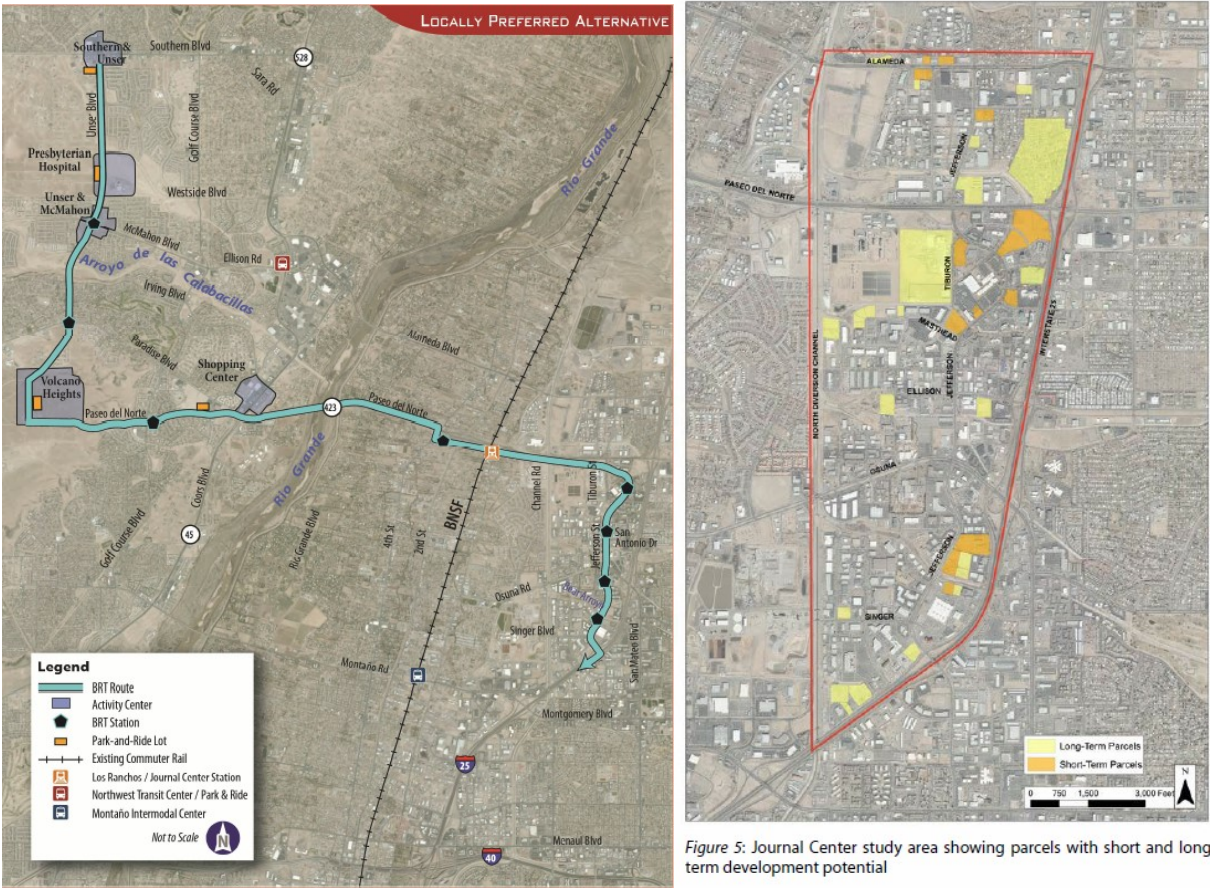 LOCALLY PREFERRED ALTERNATIVE
Southern &
Unser
Southern Blvd
528
Sara Rd
Unser Blvd
Golf Course Blvd
Rio Grande
Presbyterian
Hospital
Westside Blvd
Unser &
McMahon
McMahon Blvd
Ellison Rd
Arroyo de las Calabacillas
Irving Blvd
Paradise Blvd
Alameda Blvd
Shopping
Center
Volcano
Heights
Paseo del Norte
423
Paseo del Norte
Rio Grande
Coors Blvd
Golf Course Blvd
45
Rio Grande Blvd
4th St
2nd St
BNSF
Channel Rd
Tiburon St
Jefferson St
San
Antonio Dr
Osuna Rd
Bear Arroyo
Singer Blvd
San Mateo Blvd
Montaño Rd
Montgomery Blvd
25
Menaul Blvd
40
Legend
BRT Route
Activity Center
BRT Station
Park-and-Ride Lot
Existing Commuter Rail
Los Ranchos / Journal Center Station
Northwest Transit Center / Park & Ride
Montaño Intermodal Center
Not to Scale
N
ALAMEDA
JEFFERSON
PASEO DEL NORTE
TIBURON
MASTHEAD
INTERSTATE 25
NORTH DIVERSION CHANNEL
ELLISON
JEFFERSON
OSUNA
JEFFERSON
SINGER
Long-Term Parcels
Short-Term Parcels
N
0 750 1,500 3,000 Feet
Figure 5: Journal Center study area showing parcels with short and long
term development potential